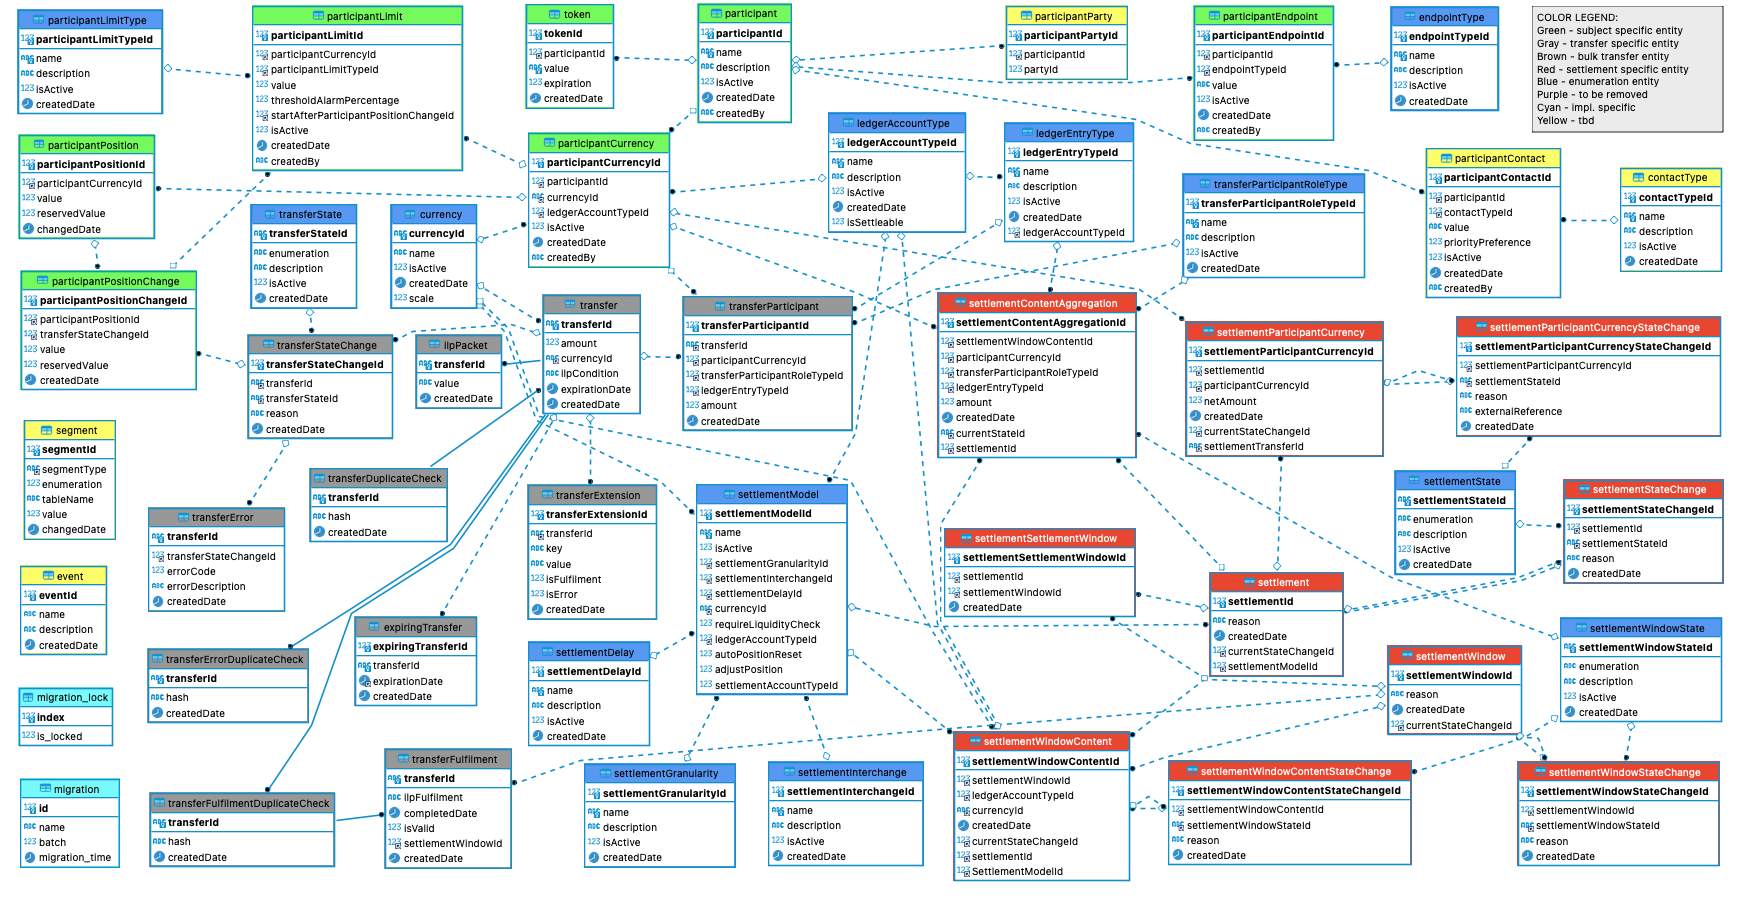 participantLimitType
participantLimitTypeId
name
description
isActive
createdDate
participantLimit
participantLimitId
participantCurrencyId
participantLimitTypeId
value
thresholdAlarmPercentage
startAfterParticipantPositionChangeId
isActive
createdDate
createdBy
token
tokenId
participantId
value
expiration
createdDate
participant
participantId
name
description
isActive
createdDate
createdBy
participantParty
participantPartyId
participantId
partyId
participantEndpoint
participantEndpointId
participantId
endpointTypeId
value
isActive
createdDate
createdBy
endpointType
endpointTypeId
name
description
isActive
createdDate
COLOR LEGEND:
Green - subject specific entity
Gray - transfer specific entity
Brown - bulk transfer entity
Red - settlement specific entity
Blue - enumeration entity
Purple - to be removed
Cyan - impl. specific
Yellow - tbd
participantPosition
participantPositionId
participantCurrencyId
value
reservedValue
changedDate
participantCurrency
participantCurrencyId
participantId
currencyId
ledgerAccountTypeId
isActive
createdDate
createdBy
ledgerAccountType
ledgerAccountTypeId
name
description
isActive
createdDate
isSettleable
ledgerEntryType
ledgerEntryTypeId
name
description
isActive
createdDate
ledgerAccountTypeId
transferParticipantRoleType
transferParticipantRoleTypeId
name
description
isActive
createdDate
participantContact
participantContactId
participantId
contactTypeId
value
priorityPreference
isActive
createdDate
createdBy
contactType
contactTypeId
name
description
isActive
createdDate
transferState
transferStateId
enumeration
description
isActive
createdDate
currency
currencyId
name
isActive
createdDate
scale
participantPositionChange
participantPositionChangeId
participantPositionId
transferStateChangeId
value
reservedValue
createdDate
transferStateChange
transferStateChangeId
transferId
transferStateId
reason
createdDate
ilpPacket
transferId
value
createdDate
transfer
transferId
amount
currencyId
ilpCondition
expirationDate
createdDate
transferParticipant
transferParticipantId
transferId
participantCurrencyId
transferParticipantRoleTypeId
ledgerEntryTypeId
amount
createdDate
settlementContentAggregation
settlementContentAggregationId
settlementWindowContentId
participantCurrencyId
transferParticipantRoleTypeId
ledgerEntryTypeId
amount
createdDate
currentStateId
settlementId
settlementParticipantCurrency
settlementParticipantCurrencyId
settlementId
participantCurrencyId
netAmount
createdDate
currentStateChangeId
settlementTransferId
settlementParticipantCurrencyStateChange
settlementParticipantCurrencyStateChangeId
settlementParticipantCurrencyId
settlementStateId
reason
externalReference
createdDate
segment
segmentId
segmentType
enumeration
tableName
value
changedDate
transferDuplicateCheck
transferId
hash
createdDate
transferError
transferId
transferStateChangeId
errorCode
errorDescription
createdDate
transferExtension
transferExtensionId
transferId
key
value
isFulfilment
isError
createdDate
settlementModel
settlementModelId
name
isActive
settlementGranularityId
settlementInterchangeId
settlementDelayId
currencyId
requireLiquidityCheck
ledgerAccountTypeId
autoPositionReset
adjustPosition
settlementAccountTypeId
settlementState
settlementStateId
enumeration
description
isActive
createdDate
settlementStateChange
settlementStateChangeId
settlementId
settlementStateId
reason
createdDate
settlementSettlementWindow
settlementSettlementWindowId
settlementId
settlementWindowId
createdDate
settlement
settlementId
reason
createdDate
currentStateChangeId
settlementModelId
event
eventId
name
description
createdDate
expiringTransfer
expiringTransferId
transferId
expirationDate
createdDate
settlementDelay
settlementDelayId
name
description
isActive
createdDate
settlementWindow
settlementWindowId
reason
createdDate
currentStateChangeId
settlementWindowState
settlementWindowStateId
enumeration
description
isActive
createdDate
transferErrorDuplicateCheck
transferId
hash
createdDate
migration_lock
index
is_locked
transferFulfilment
transferId
ilpFulfilment
completedDate
isValid
settlementWindowId
createdDate
settlementGranularity
settlementGranularityId
name
description
isActive
createdDate
settlementInterchange
settlementInterchangeId
name
description
isActive
createdDate
settlementWindowContent
settlementWindowContentId
settlementWindowId
ledgerAccountTypeId
currencyId
createdDate
currentStateChangeId
settlementId
SettlementModelId
settlementWindowContentStateChange
settlementWindowContentStateChangeId
settlementWindowContentId
settlementWindowStateId
reason
createdDate
settlementWindowStateChange
settlementWindowStateChangeId
settlementWindowId
settlementWindowStateId
reason
createdDate
migration
id
name
batch
migration_time
transferFulfilmentDuplicateCheck
transferId
hash
createdDate